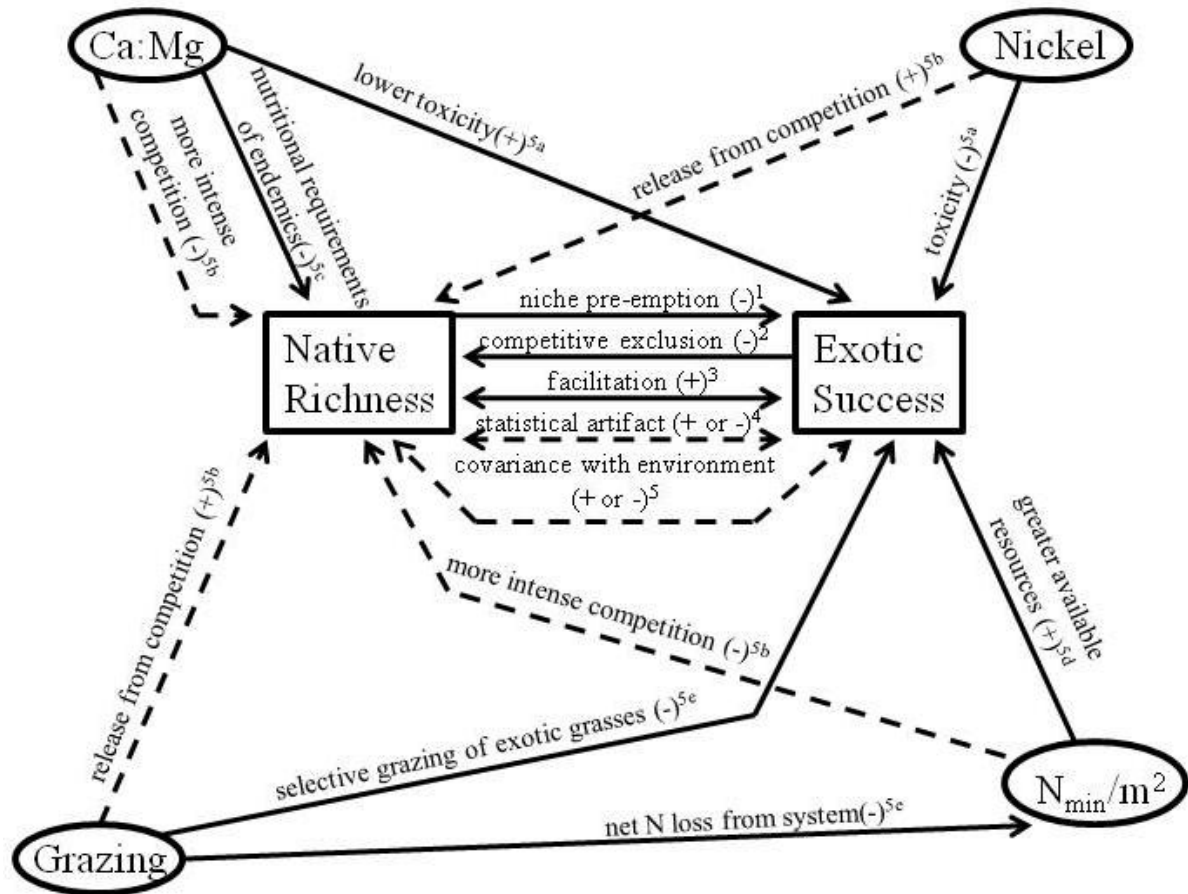 Ca:Mg
Nickel
lower toxicity(+)5a
release from competition (+)5b
toxicity (-)5a
nutritional requirements
of endemics(-)5c
more intense
competition (-)5b
niche pre-emption (-)1
Native
Richness
competitive exclusion (-)2
Exotic
Success
facilitation (+)3
statistical artifact (+ or -)4
covariance with environment
(+ or -)5
release from competition (+)5b
more intense competition (-)5b
greater available
resources (+)5d
selective grazing of exotic grasses (-)5e
Nmin/m²
net N loss from system(-)5e
Grazing